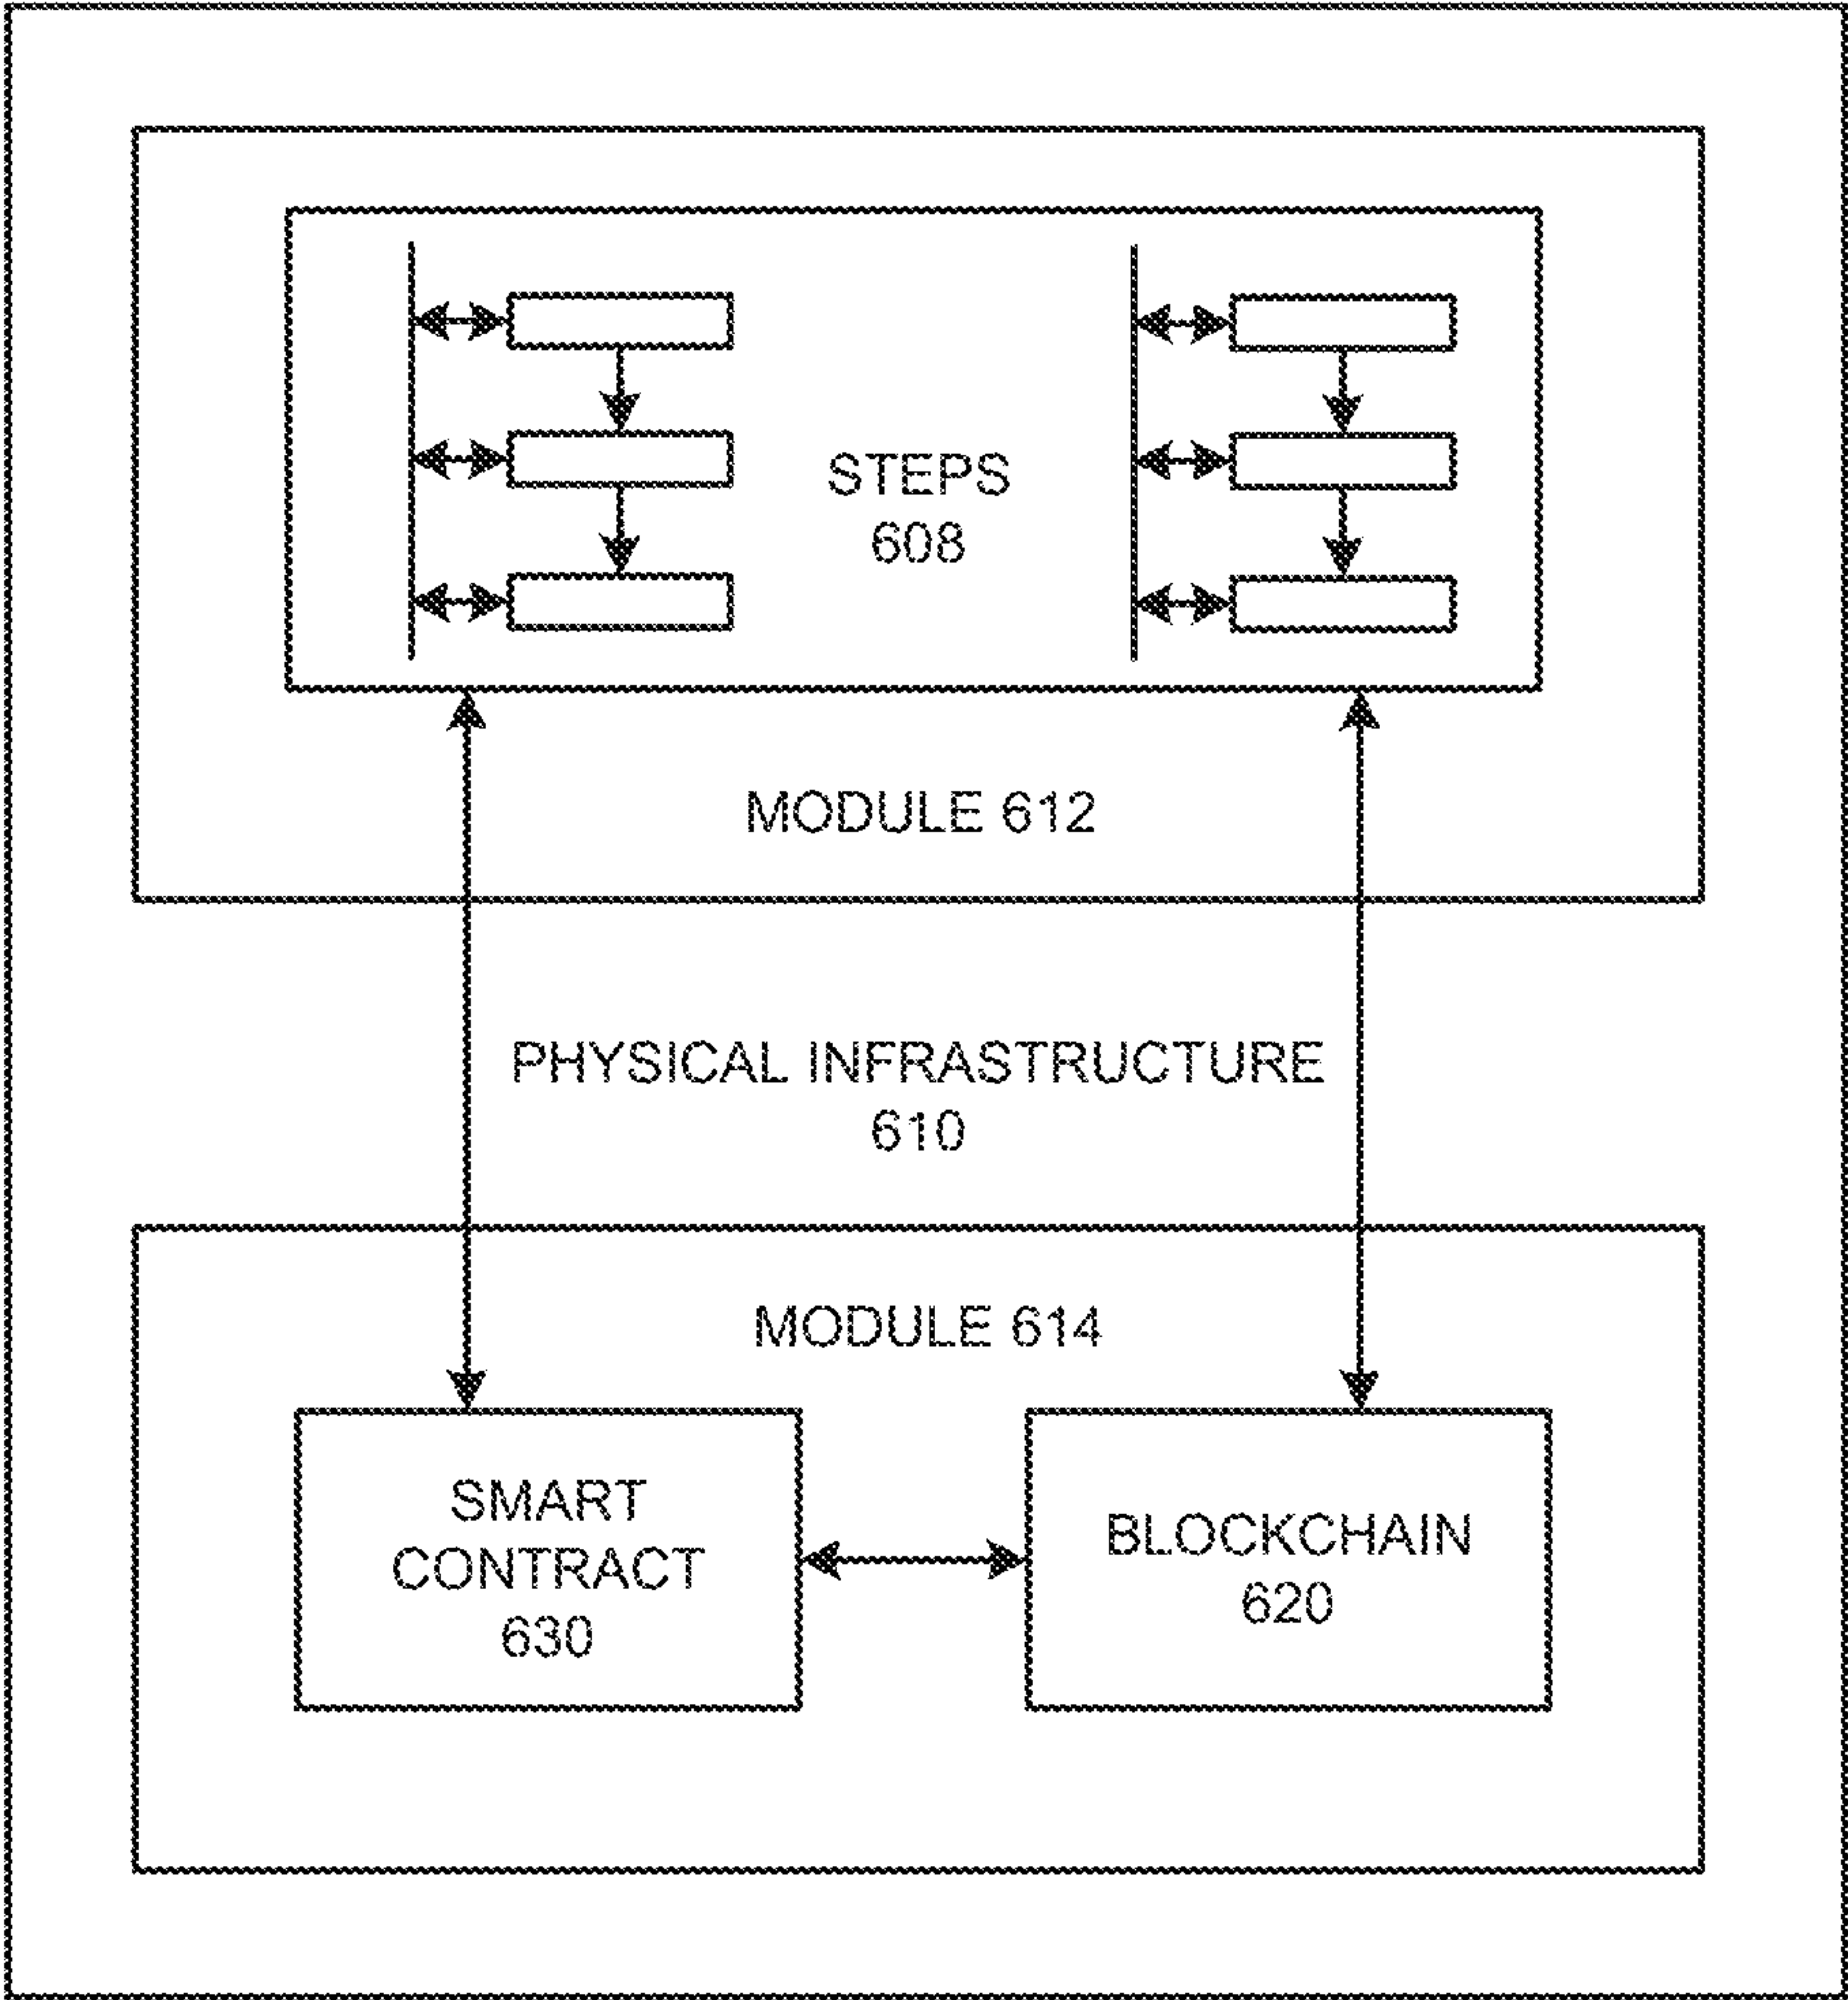 STEPS
608
MODULE 612
PHYSICAL INFRASTRUCTURE
610
MODULE 614
SMART
CONTRACT
630
BLOCKCHAIN
620